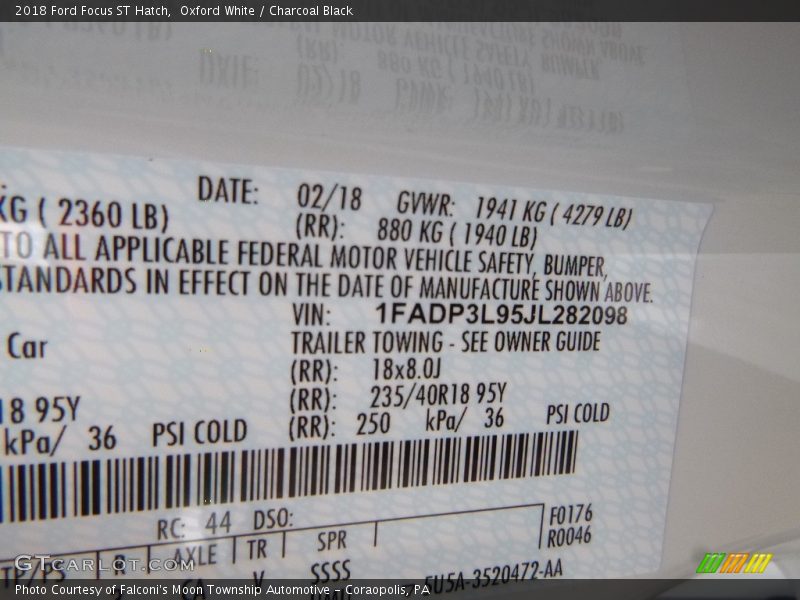 2018 Ford Focus ST Hatch,  Oxford White / Charcoal Black
DATE: 02/18 GVWR: 1941 KG ( 4279 LB)
KG ( 2360 LB) (RR): 880 KG ( 1940 LB)
TO ALL APPLICABLE FEDERAL MOTOR VEHICLE SAFETY, BUMPER,
STANDARDS IN EFFECT ON THE DATE OF MANUFACTURE SHOWN ABOVE.
VIN: 1FADP3L95JL282098
Car TRAILER TOWING - SEE OWNER GUIDE
(RR): 18x8.0J
18 95Y (RR): 235/40R18 95Y
kPa/ 36 PSI COLD (RR): 250 kPa/ 36 PSI COLD
RC: 44 DSO: F0176
R0046
TP/PS R AXLE TR SPR
V SSSS 5U5A-3520472-AA
GTCarLot.com
Photo Courtesy of Falconi's Moon Township Automotive - Coraopolis, PA